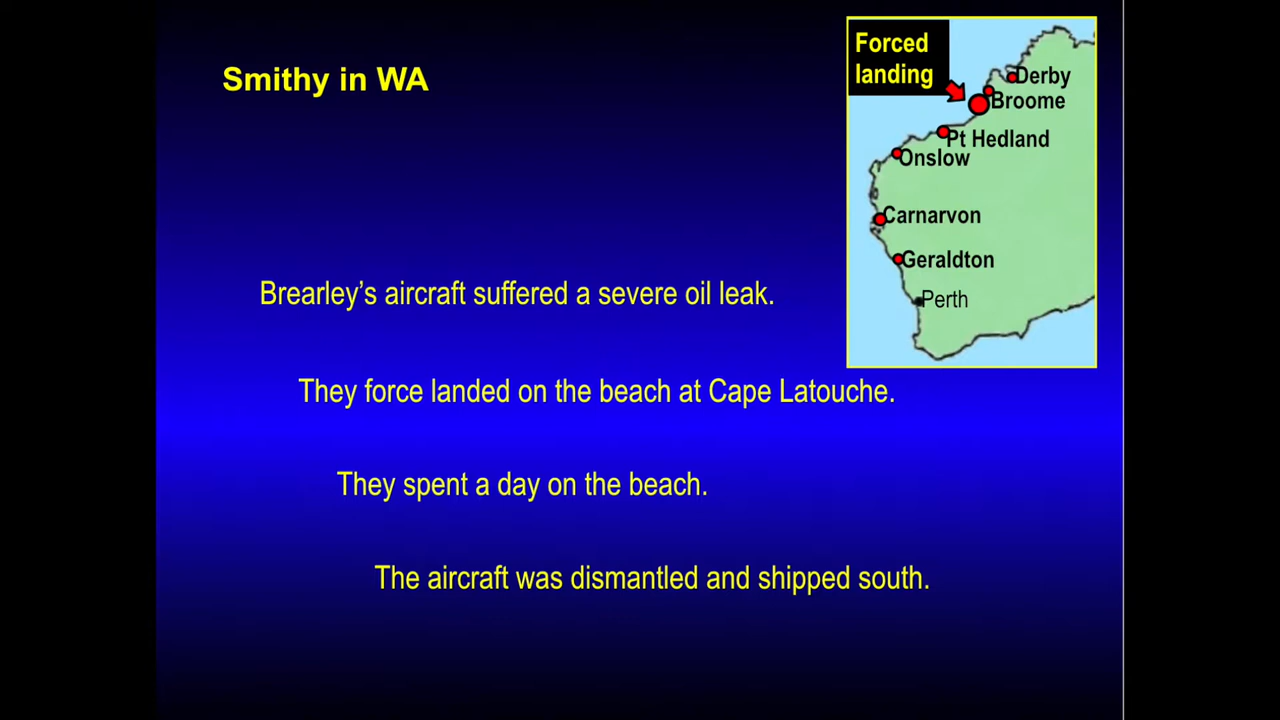 Smithy in WA
Forced
landing
Derby
Broome
Pt Hedland
Onslow
Carnarvon
Geraldton
Perth
Brearley’s aircraft suffered a severe oil leak.
They force landed on the beach at Cape Latouche.
They spent a day on the beach.
The aircraft was dismantled and shipped south.